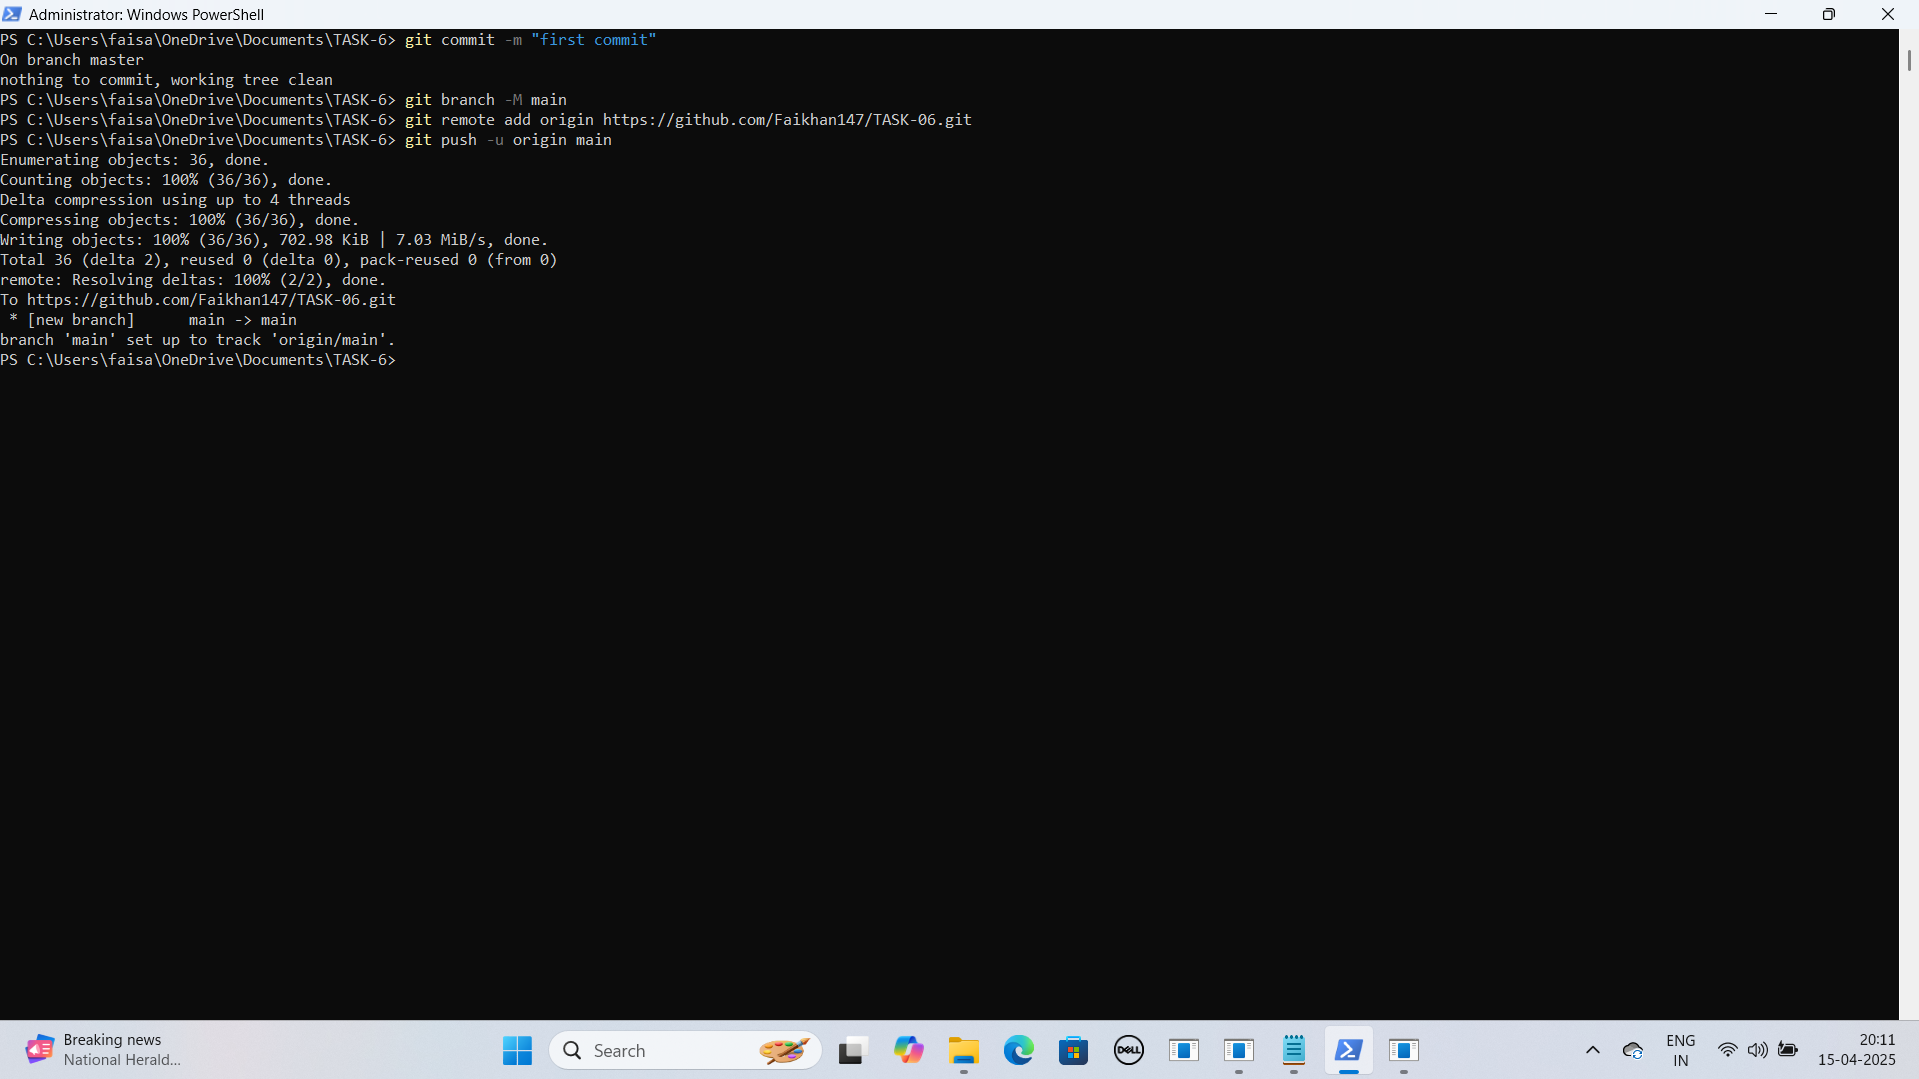 Administrator: Windows PowerShell
PS C:\Users\faisa\OneDrive\Documents\TASK-6> git commit -m "first commit"
On branch master
nothing to commit, working tree clean
PS C:\Users\faisa\OneDrive\Documents\TASK-6> git branch -M main
PS C:\Users\faisa\OneDrive\Documents\TASK-6> git remote add origin https://github.com/Faikhan147/TASK-06.git
PS C:\Users\faisa\OneDrive\Documents\TASK-6> git push -u origin main
Enumerating objects: 36, done.
Counting objects: 100% (36/36), done.
Delta compression using up to 4 threads
Compressing objects: 100% (36/36), done.
Writing objects: 100% (36/36), 702.98 KiB | 7.03 MiB/s, done.
Total 36 (delta 2), reused 0 (delta 0), pack-reused 0 (from 0)
remote: Resolving deltas: 100% (2/2), done.
To https://github.com/Faikhan147/TASK-06.git
 * [new branch]      main -> main
branch 'main' set up to track 'origin/main'.
PS C:\Users\faisa\OneDrive\Documents\TASK-6>
Breaking news
National Herald...
Search
DELL
ENG
IN
20:11
15-04-2025